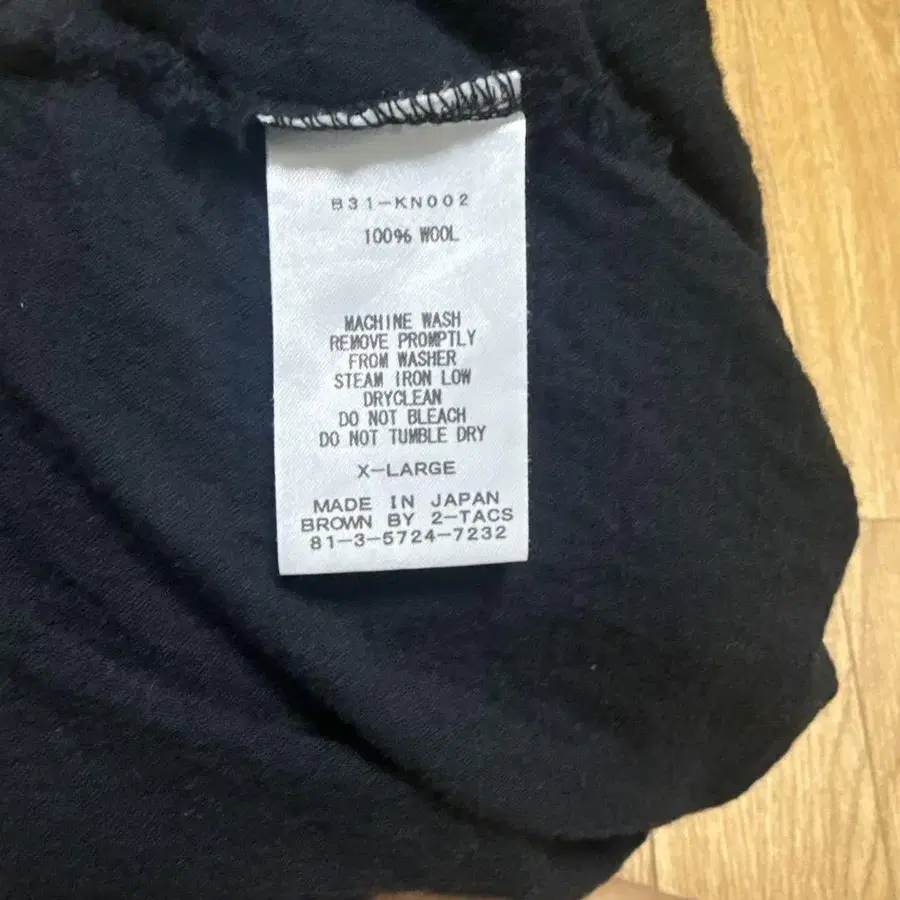 B31-KN002
100% WOOL
MACHINE WASH
REMOVE PROMPTLY
FROM WASHER
STEAM IRON LOW
DRYCLEAN
DO NOT BLEACH
DO NOT TUMBLE DRY
X-LARGE
MADE IN JAPAN
BROWN BY 2-TACS
81-3-5724-7232